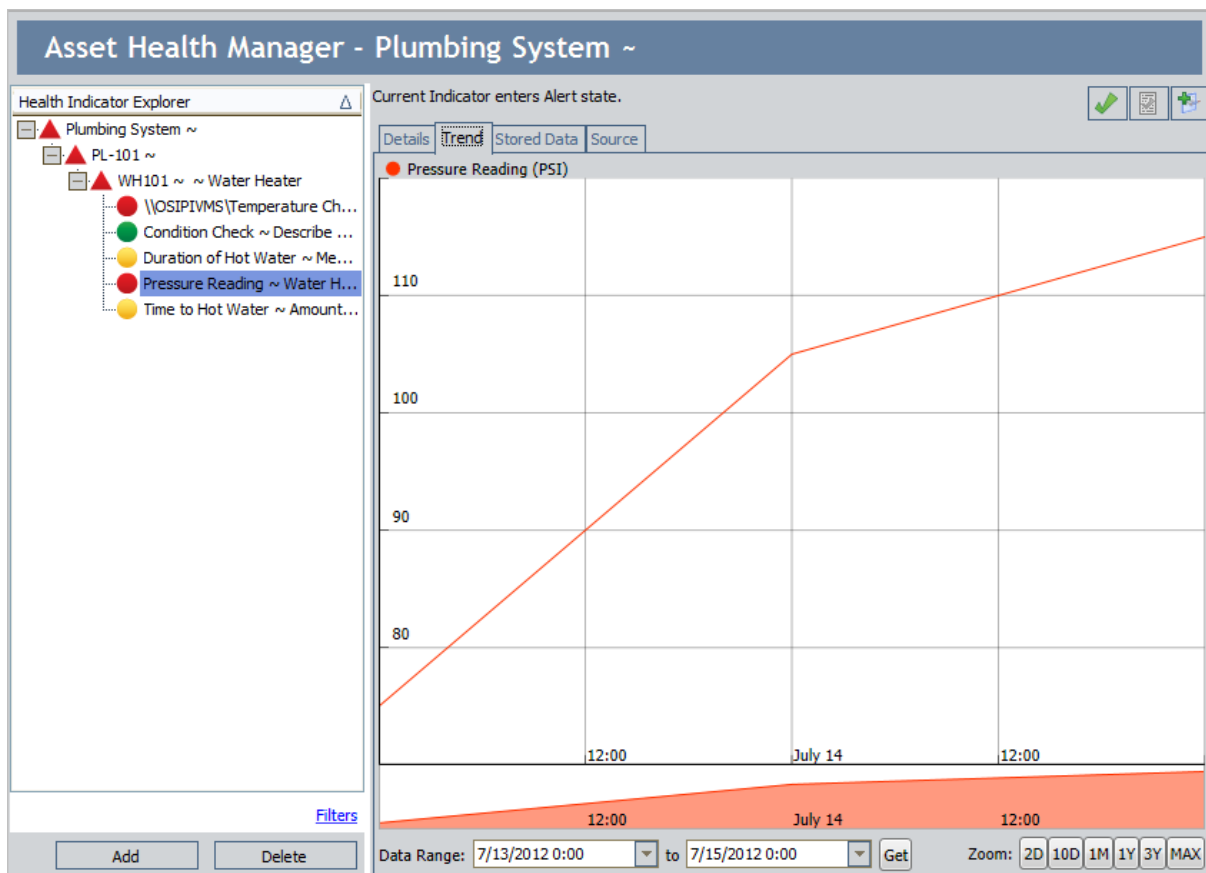 Asset Health Manager - Plumbing System ~
Health Indicator Explorer
Plumbing System ~
PL-101 ~
WH101 ~ ~ Water Heater
\\OSIPIVMS\Temperature Ch...
Condition Check ~ Describe ...
Duration of Hot Water ~ Me...
Pressure Reading ~ Water H...
Time to Hot Water ~ Amount...
Filters
Add Delete
Current Indicator enters Alert state.
Details Trend Stored Data Source
Pressure Reading (PSI)
110
100
90
80
12:00 July 14 12:00
12:00 July 14 12:00
Data Range: 7/13/2012 0:00 to 7/15/2012 0:00 Get Zoom: 2D 10D 1M 1Y 3Y MAX